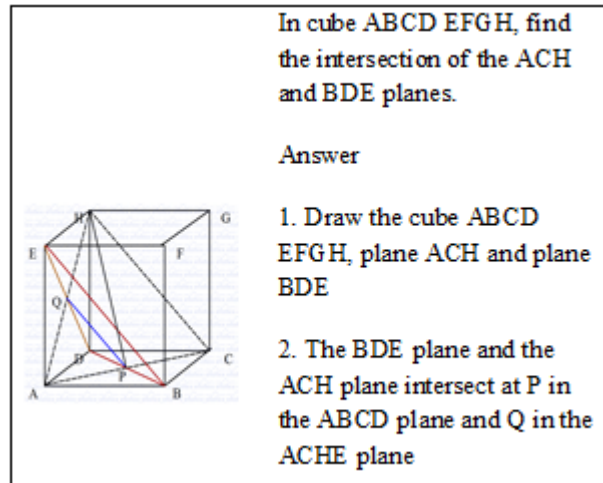 In cube ABCD EFGH, find
the intersection of the ACH
and BDE planes.
Answer
1. Draw the cube ABCD
EFGH, plane ACH and plane
BDE
2. The BDE plane and the
ACH plane intersect at P in
the ABCD plane and Q in the
ACHE plane
H
G
E
F
Q
D
C
P
A
B